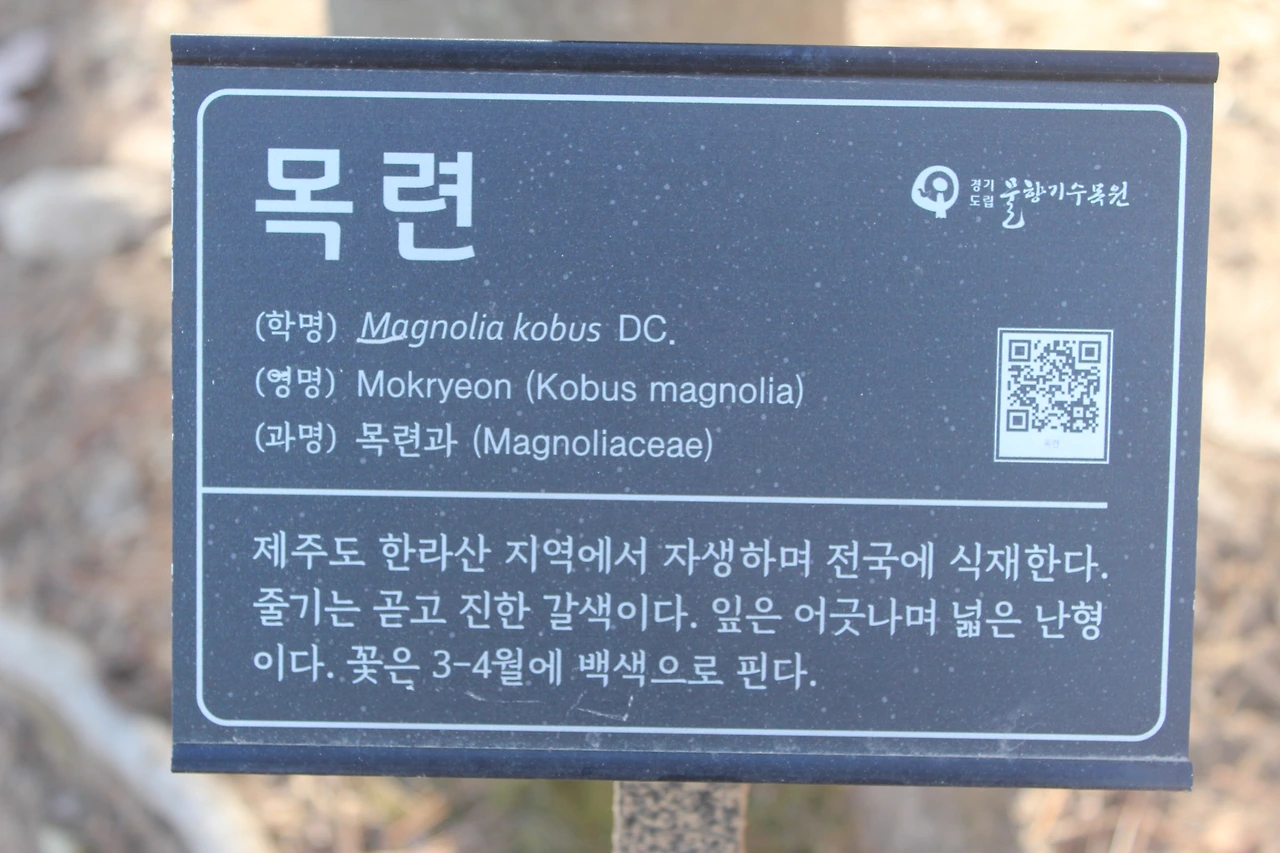 목련
경기
도립 물향기수목원
(학명) Magnolia kobus DC.
(영명) Mokryeon (Kobus magnolia)
(과명) 목련과 (Magnoliaceae)
제주도 한라산 지역에서 자생하며 전국에 식재한다.
줄기는 곧고 진한 갈색이다. 잎은 어긋나며 넓은 난형
이다. 꽃은 3-4월에 백색으로 핀다.